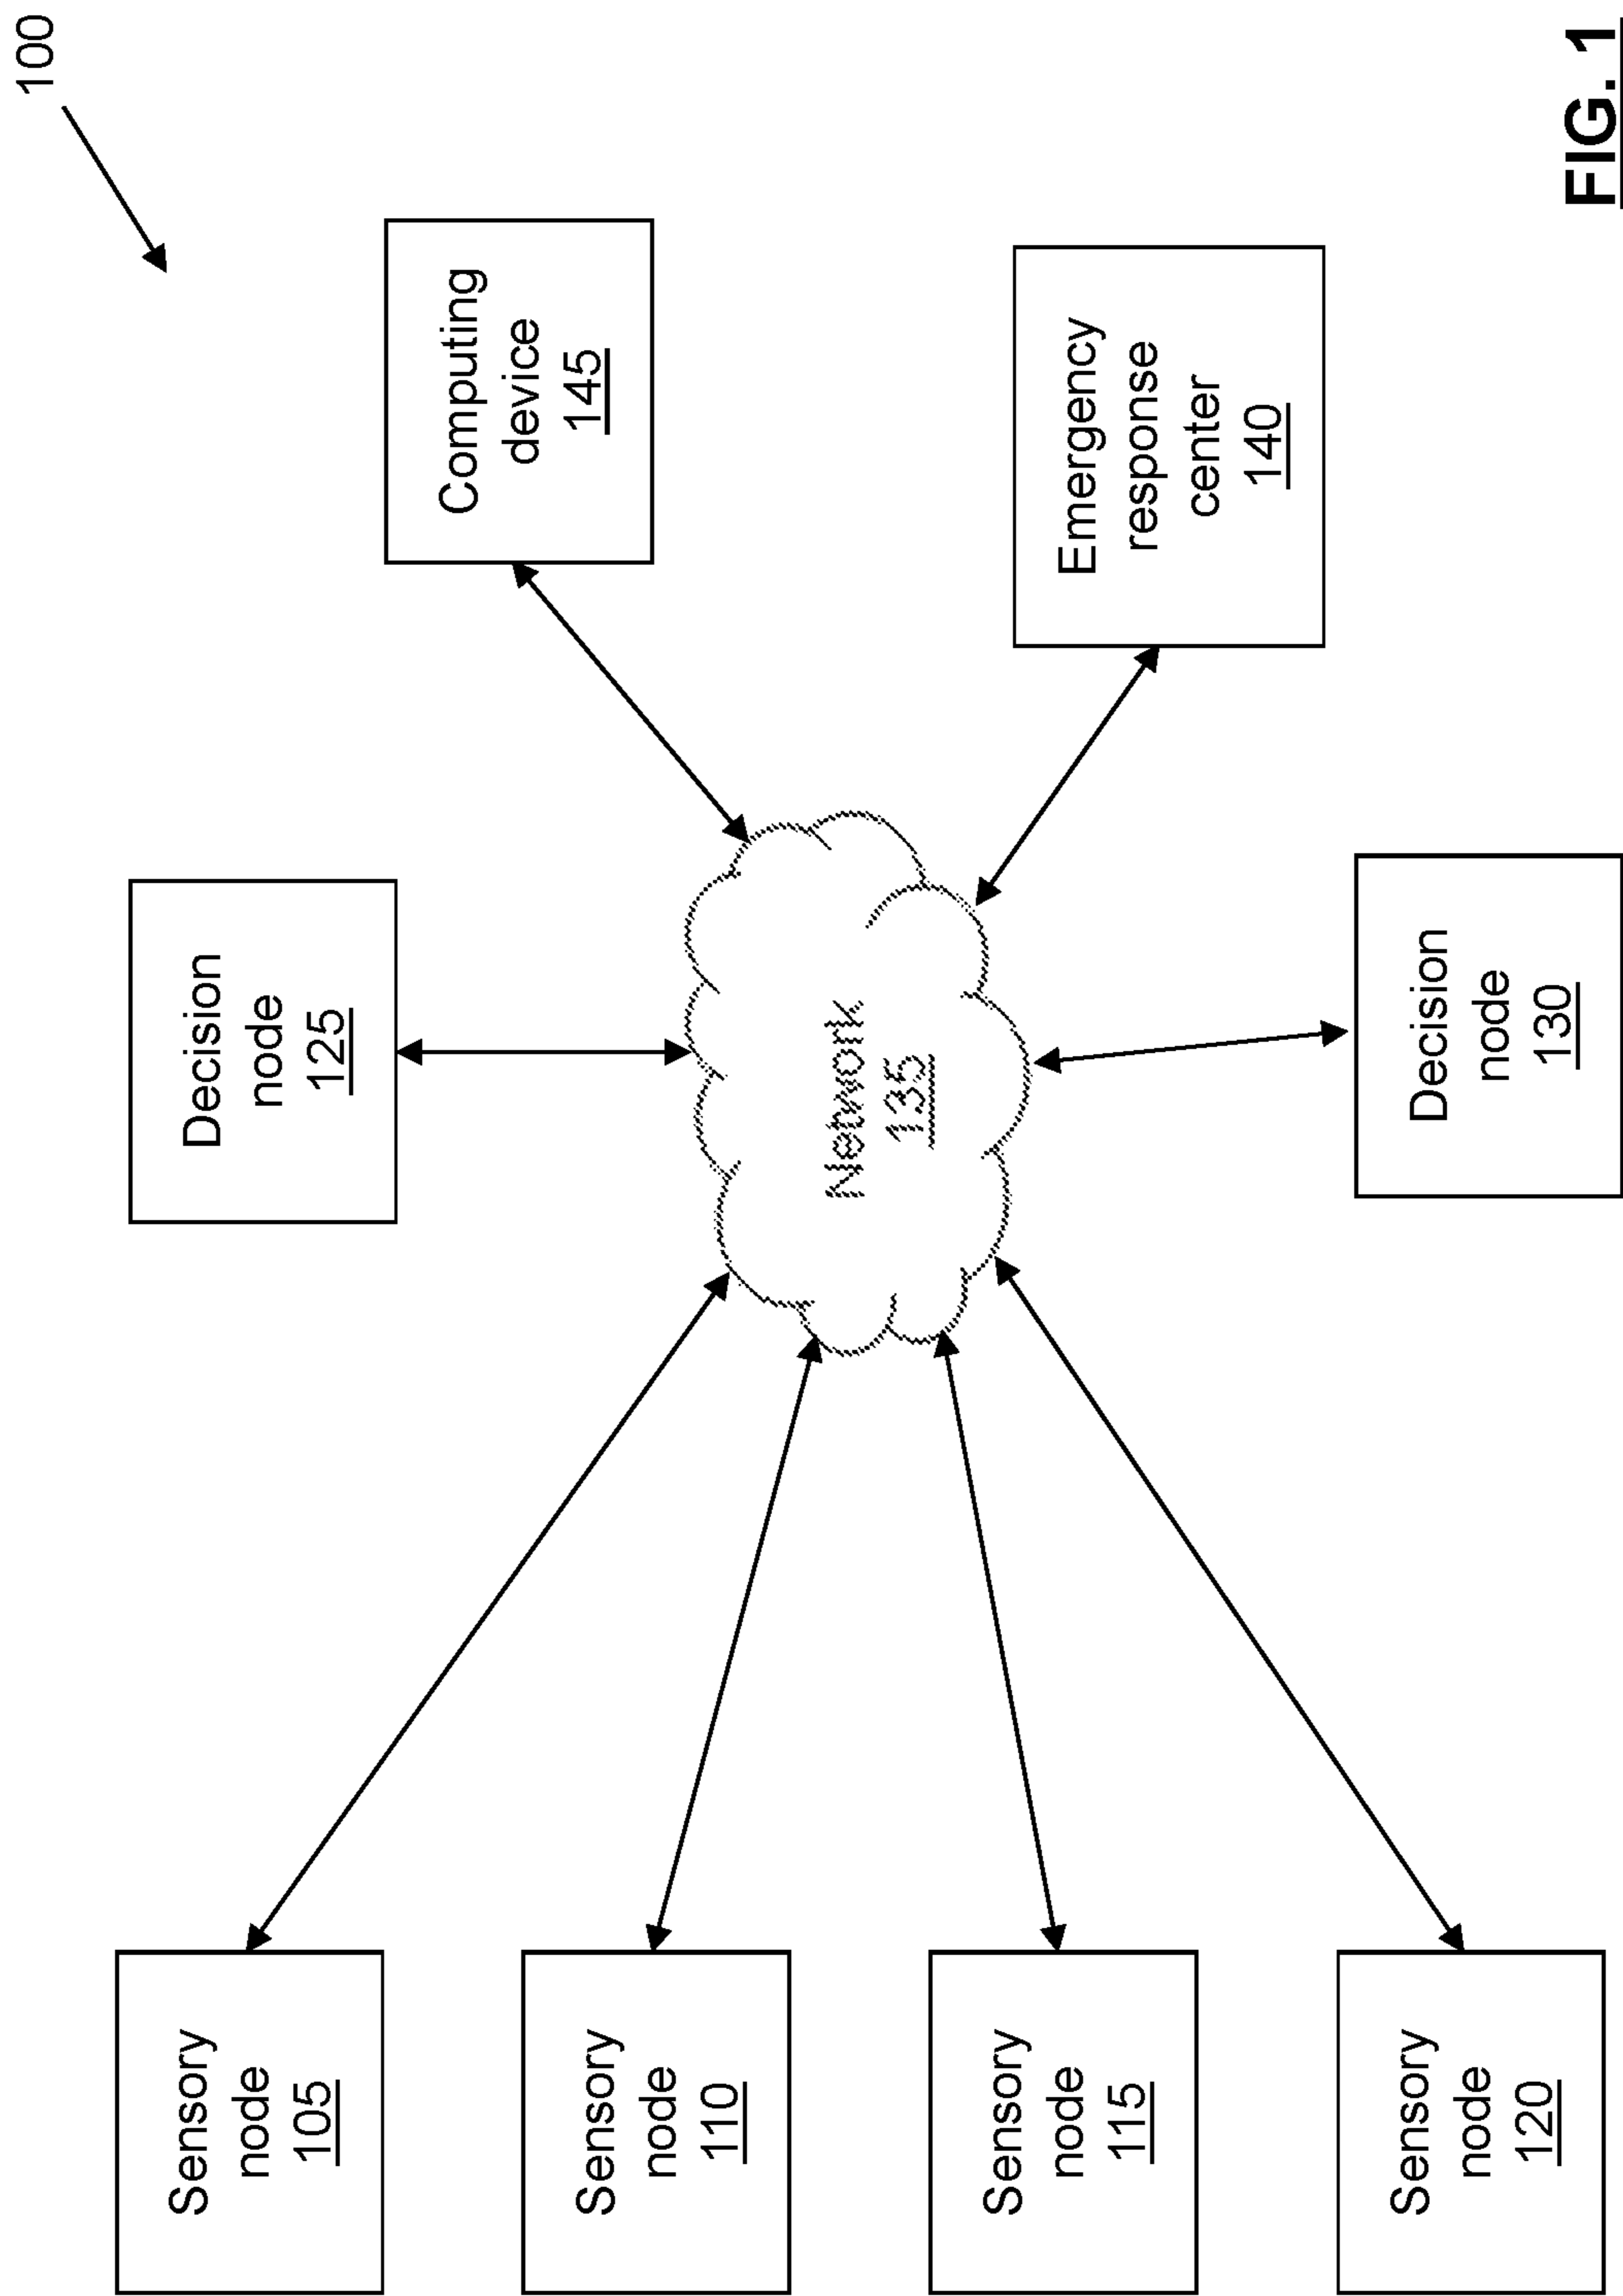 100
Sensory
node
105
Sensory
node
110
Sensory
node
115
Sensory
node
120
Decision
node
125
Network
135
Decision
node
130
Computing
device
145
Emergency
response
center
140
FIG. 1